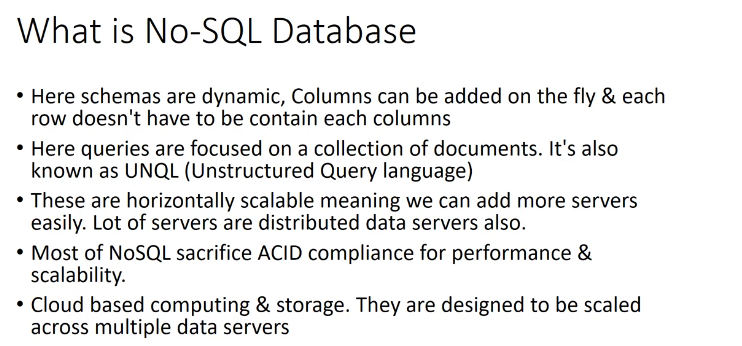 What is No-SQL Database
• Here schemas are dynamic, Columns can be added on the fly & each
row doesn't have to be contain each columns
• Here queries are focused on a collection of documents. It's also
known as UNQL (Unstructured Query language)
• These are horizontally scalable meaning we can add more servers
easily. Lot of servers are distributed data servers also.
• Most of NoSQL sacrifice ACID compliance for performance &
scalability.
• Cloud based computing & storage. They are designed to be scaled
across multiple data servers